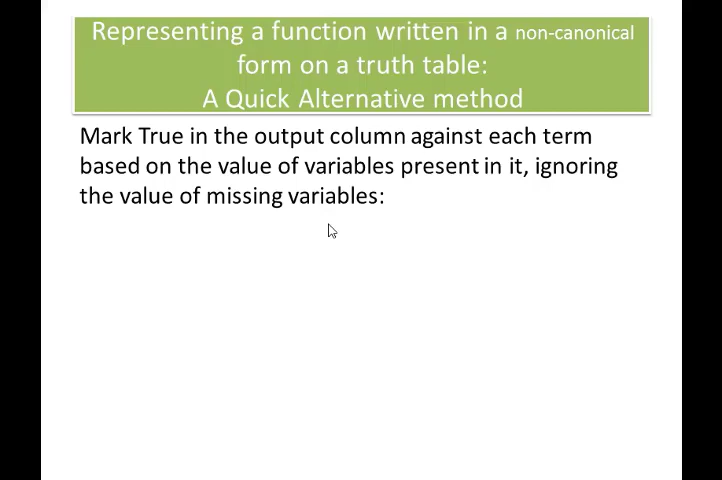 Representing a function written in a non-canonical
form on a truth table:
A Quick Alternative method
Mark True in the output column against each term
based on the value of variables present in it, ignoring
the value of missing variables: